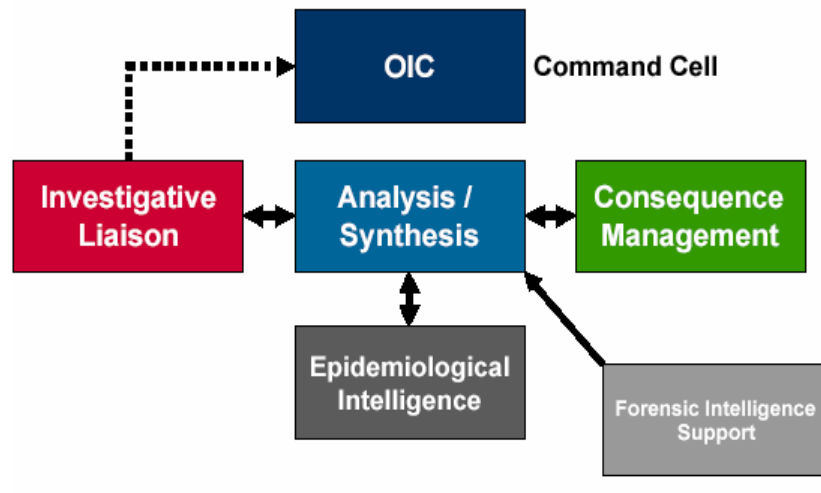 OIC
Command Cell
Investigative
Liaison
Analysis /
Synthesis
Consequence
Management
Epidemiological
Intelligence
Forensic Intelligence
Support